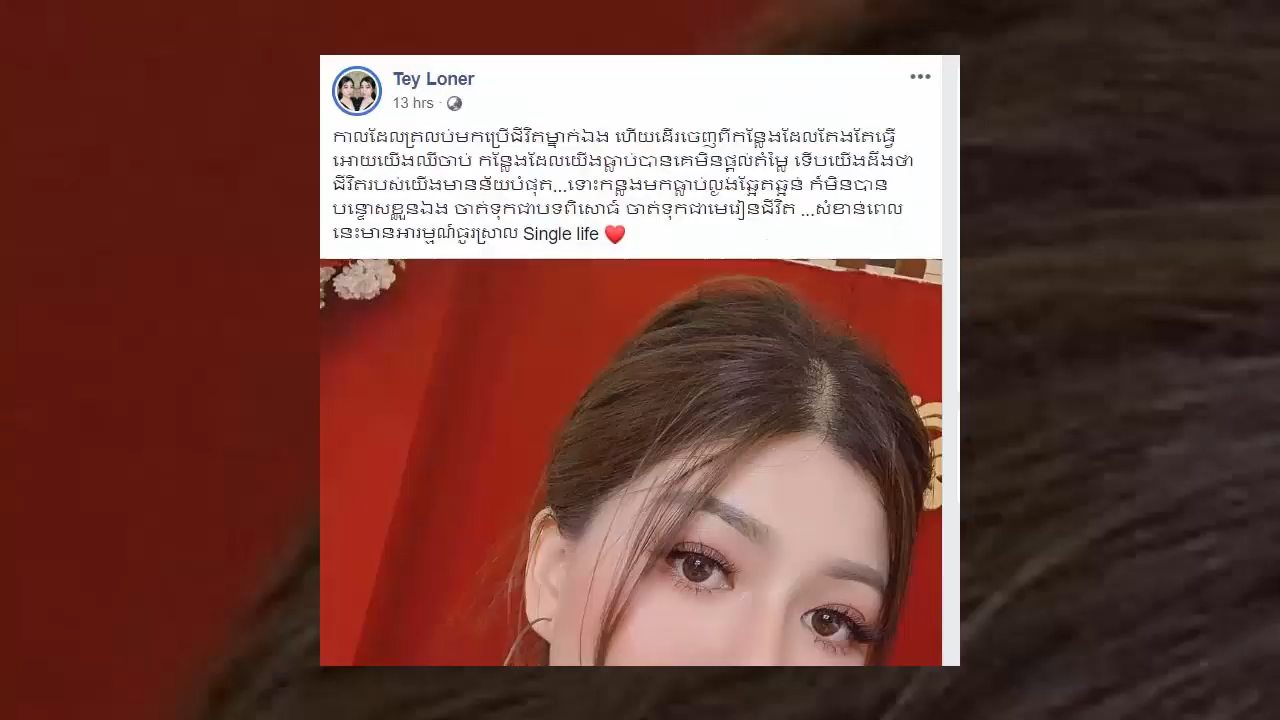 Tey Loner
13 hrs ·
កាលដែលត្រលប់មកប្រើជីវិតម្នាក់ឯង ហើយដើរចេញពីកន្លែងដែលតែងតែធ្វើ
អោយយើងឈឺចាប់ កន្លែងដែលយើងធ្លាប់បានគេមិនផ្តល់តំម្លៃ ទើបយើងដឹងថា
ជីវិតរបស់យើងមានន័យបំផុត...ទោះកន្លងមកធ្លាប់ល្ងង់ឆ្អែតឆ្អន់ ក៍មិនបាន
បន្ទោសខ្លួនឯង ចាត់ទុកជាបទពិសោធន៍ ចាត់ទុកជាមេរៀនជីវិត ...សំខាន់ពេល
នេះមានអារម្មណ៍ធូរស្រាល Single life ❤️